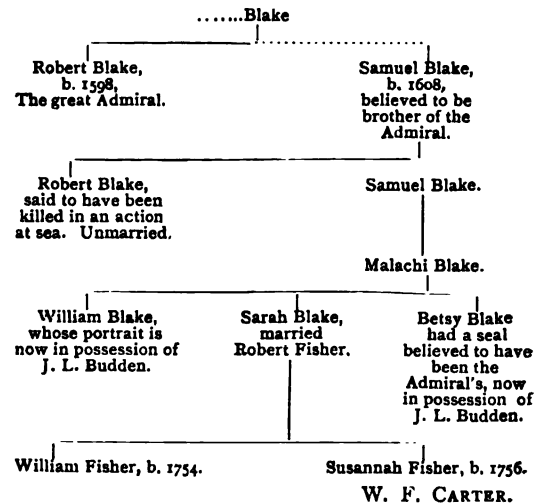 ........Blake
Robert Blake,
b. 1598,
The great Admiral.
Samuel Blake,
b. 1608,
believed to be
brother of the
Admiral.
Robert Blake,
said to have been
killed in an action
at sea. Unmarried.
Samuel Blake.
Malachi Blake.
William Blake,
whose portrait is
now in possession of
J. L. Budden.
Sarah Blake,
married
Robert Fisher.
Betsy Blake
had a seal
believed to have
been the
Admiral's, now
in possession of
J. L. Budden.
William Fisher, b. 1754.
Susannah Fisher, b. 1756.
W. F. CARTER.